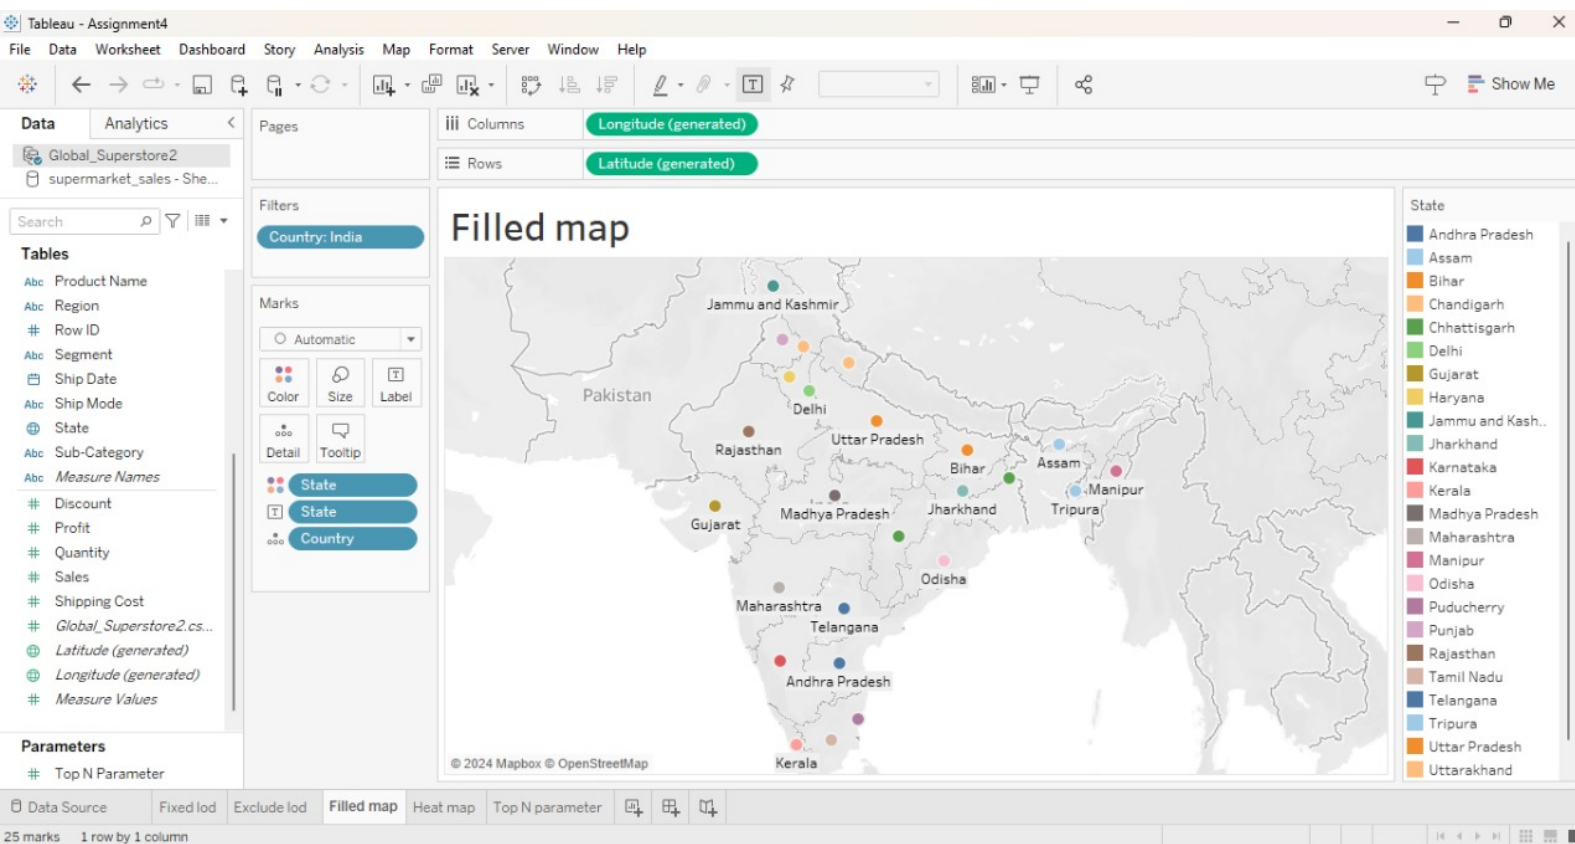 Tableau - Assignment4
File Data Worksheet Dashboard Story Analysis Map Format Server Window Help
Show Me
Data Analytics
Global_Superstore2
supermarket_sales - She...
Search
Tables
Abc Product Name
Abc Region
# Row ID
Abc Segment
Ship Date
Abc Ship Mode
State
Abc Sub-Category
Abc Measure Names
# Discount
# Profit
# Quantity
# Sales
# Shipping Cost
# Global_Superstore2.cs...
Latitude (generated)
Longitude (generated)
# Measure Values
Parameters
# Top N Parameter
Pages
Filters
Country: India
Marks
Automatic
Color Size Label
Detail Tooltip
State
State
Country
Columns Longitude (generated)
Rows Latitude (generated)
Filled map
Jammu and Kashmir
Pakistan
Delhi
Uttar Pradesh
Rajasthan
Bihar
Assam
Manipur
Gujarat
Madhya Pradesh
Jharkhand
Tripura
Odisha
Maharashtra
Telangana
Andhra Pradesh
Kerala
© 2024 Mapbox © OpenStreetMap
State
Andhra Pradesh
Assam
Bihar
Chandigarh
Chhattisgarh
Delhi
Gujarat
Haryana
Jammu and Kash..
Jharkhand
Karnataka
Kerala
Madhya Pradesh
Maharashtra
Manipur
Odisha
Puducherry
Punjab
Rajasthan
Tamil Nadu
Telangana
Tripura
Uttar Pradesh
Uttarakhand
Data Source Fixed lod Exclude lod Filled map Heat map Top N parameter
25 marks 1 row by 1 column